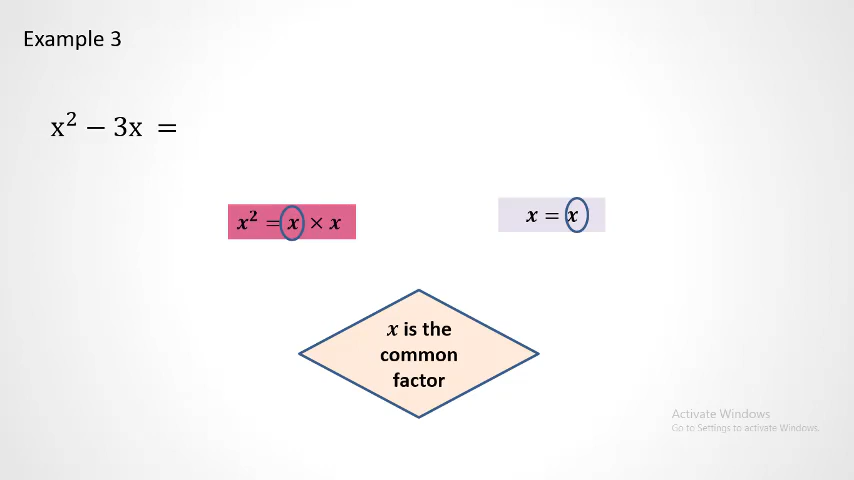 Example 3
x² − 3x =
x² = x × x
x = x
x is the
common
factor
Activate Windows
Go to Settings to activate Windows.